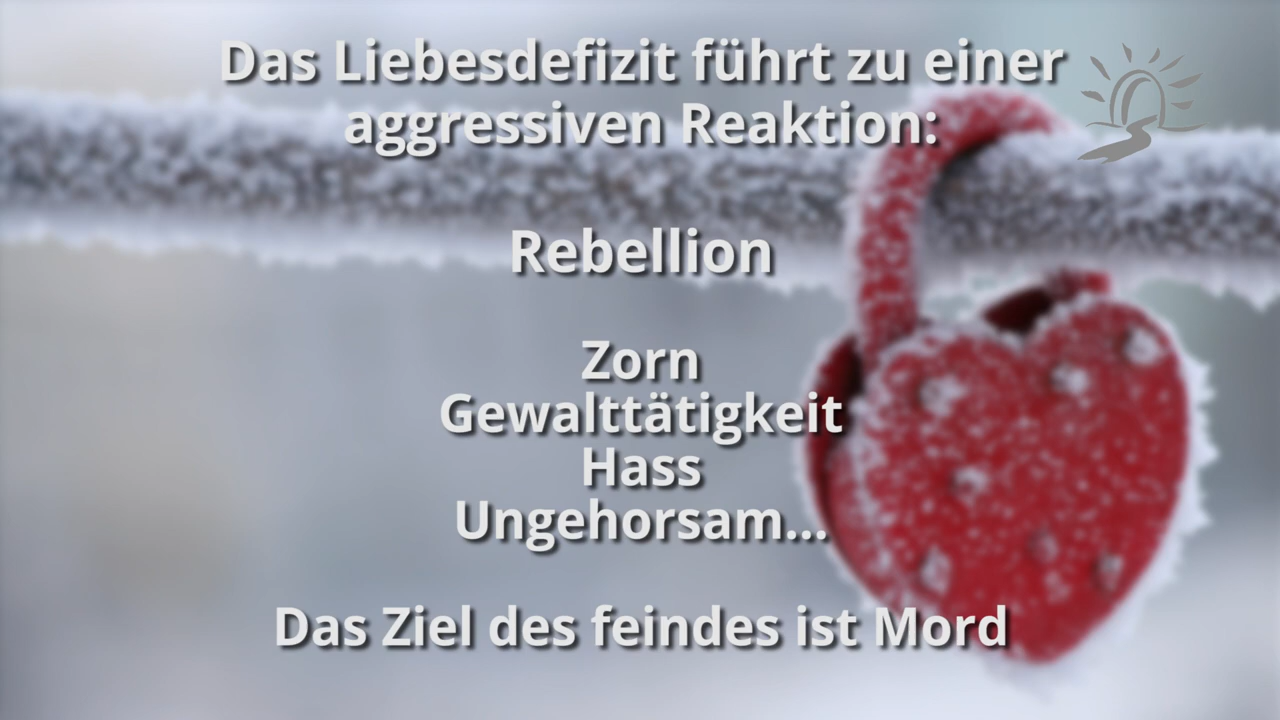 Das Liebesdefizit führt zu einer
aggressiven Reaktion:
Rebellion
Zorn
Gewalttätigkeit
Hass
Ungehorsam...
Das Ziel des feindes ist Mord